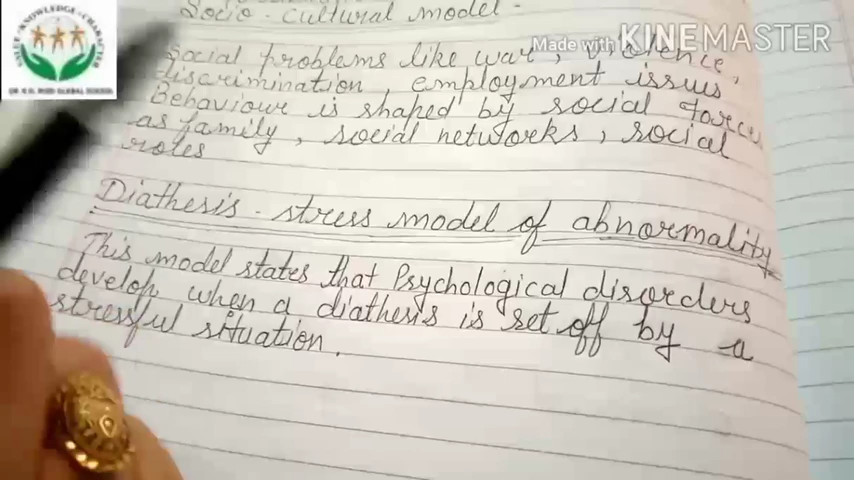 Socio-cultural model-
Made with KINEMASTER
Social problems like war, violence,
discrimination, employment issues
Behaviour is shaped by social forces
as family, social networks, social
roles
Diathesis-stress model of abnormality
This model states that Psychological disorders
develop when a diathesis is set off by a
stressful situation.